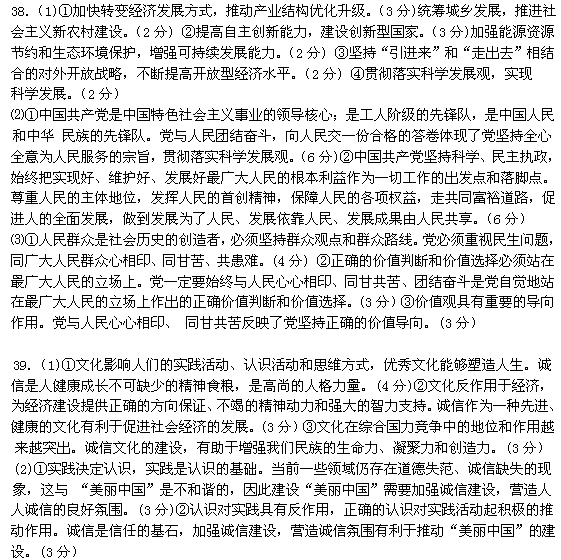 38. (1)①加快转变经济发展方式，推动产业结构优化升级。(3分)统筹城乡发展，推进社
会主义新农村建设。(2分) ②提高自主创新能力，建设创新型国家。(3分)加强能源资源
节约和生态环境保护，增强可持续发展能力。(2分) ③坚持“引进来”和“走出去”相结
合的对外开放战略，不断提高开放型经济水平。(2分) ④贯彻落实科学发展观，实现
科学发展。(2分)
(2)①中国共产党是中国特色社会主义事业的领导核心；是工人阶级的先锋队，是中国人民
和中华 民族的先锋队。党与人民团结奋斗，向人民交一份合格的答卷体现了党坚持全心
全意为人民服务的宗旨，贯彻落实科学发展观。(6分)②中国共产党坚持科学、民主执政，
始终把实现好、维护好、发展好最广大人民的根本利益作为一切工作的出发点和落脚点。
尊重人民的主体地位，发挥人民的首创精神，保障人民的各项权益，走共同富裕道路，促
进人的全面发展，做到发展为了人民、发展依靠人民、发展成果由人民共享。(6分)
(3)①人民群众是社会历史的创造者，必须坚持群众观点和群众路线。党必须重视民生问题，
同广大人民群众心相印、同甘苦、共患难。(4分) ②正确的价值判断和价值选择必须站在
最广大人民的立场上。党一定要始终与人民心心相印、同甘共苦、团结奋斗是党自觉地站
在最广大人民的立场上作出的正确价值判断和价值选择。(3分)③价值观具有重要的导向
作用。党与人民心心相印、 同甘共苦反映了党坚持正确的价值导向。(3分)
39. (1)①文化影响人们的实践活动、认识活动和思维方式，优秀文化能够塑造人生。诚
信是人健康成长不可缺少的精神食粮，是高尚的人格力量。(4分)②文化反作用于经济，
为经济建设提供正确的方向保证、不竭的精神动力和强大的智力支持。诚信作为一种先进、
健康的文化有利于促进社会经济的发展。(3分)③文化在综合国力竞争中的地位和作用越
来越突出。诚信文化的建设，有助于增强我们民族的生命力、凝聚力和创造力。(3分)
(2)①实践决定认识，实践是认识的基础。当前一些领域仍存在道德失范、诚信缺失的现
象，这与 “美丽中国”是不和谐的，因此建设“美丽中国”需要加强诚信建设，营造人
人诚信的良好氛围。(3分)②认识对实践具有反作用，正确的认识对实践活动起积极的推
动作用。诚信是信任的基石，加强诚信建设，营造诚信氛围有利于推动“美丽中国”的建
设。(3分)